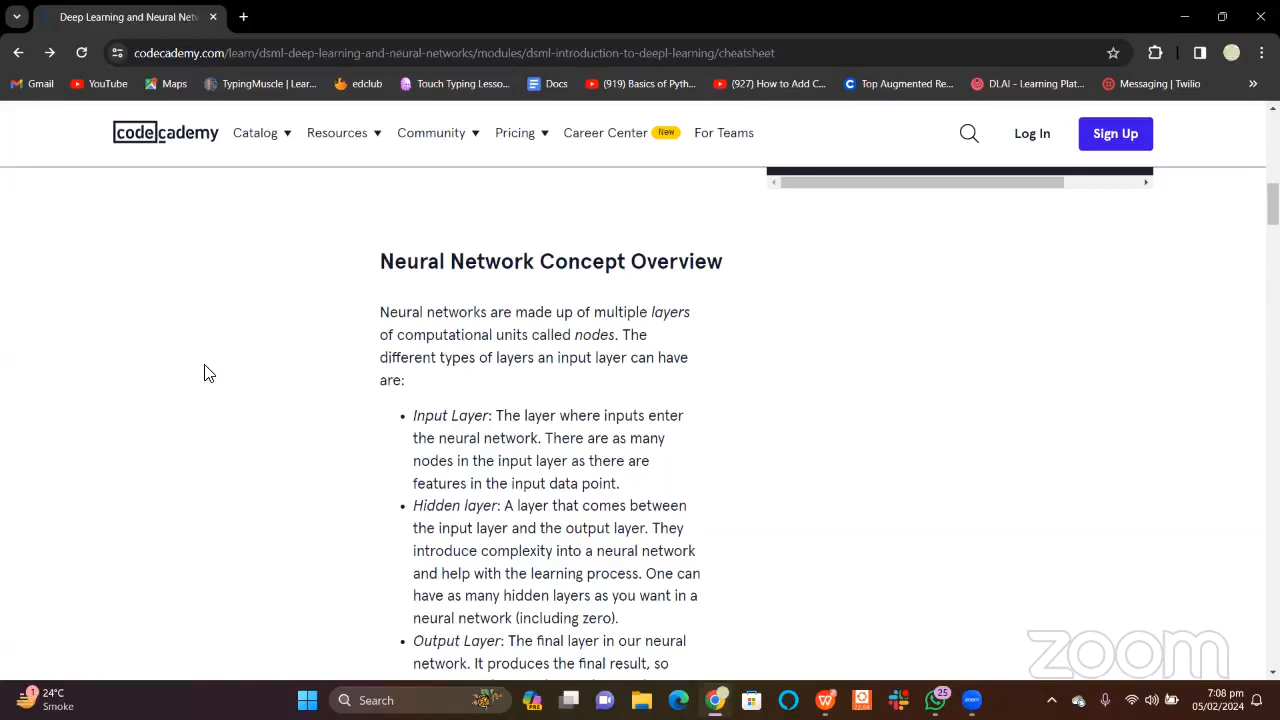 Deep Learning and Neural Netw
codecademy.com/learn/dsml-deep-learning-and-neural-networks/modules/dsml-introduction-to-deepl-learning/cheatsheet
Gmail YouTube Maps TypingMuscle | Lear... edclub Touch Typing Lesso... Docs (919) Basics of Pyth... (927) How to Add C... Top Augmented Re... DLAI - Learning Plat... Messaging | Twilio
codecademy Catalog Resources Community Pricing Career Center New For Teams Log In Sign Up
Neural Network Concept Overview
Neural networks are made up of multiple layers
of computational units called nodes. The
different types of layers an input layer can have
are:
• Input Layer: The layer where inputs enter
the neural network. There are as many
nodes in the input layer as there are
features in the input data point.
• Hidden layer: A layer that comes between
the input layer and the output layer. They
introduce complexity into a neural network
and help with the learning process. One can
have as many hidden layers as you want in a
neural network (including zero).
• Output Layer: The final layer in our neural
network. It produces the final result, so
zoom
1 24°C
Smoke
Search
25
7:08 pm
05/02/2024